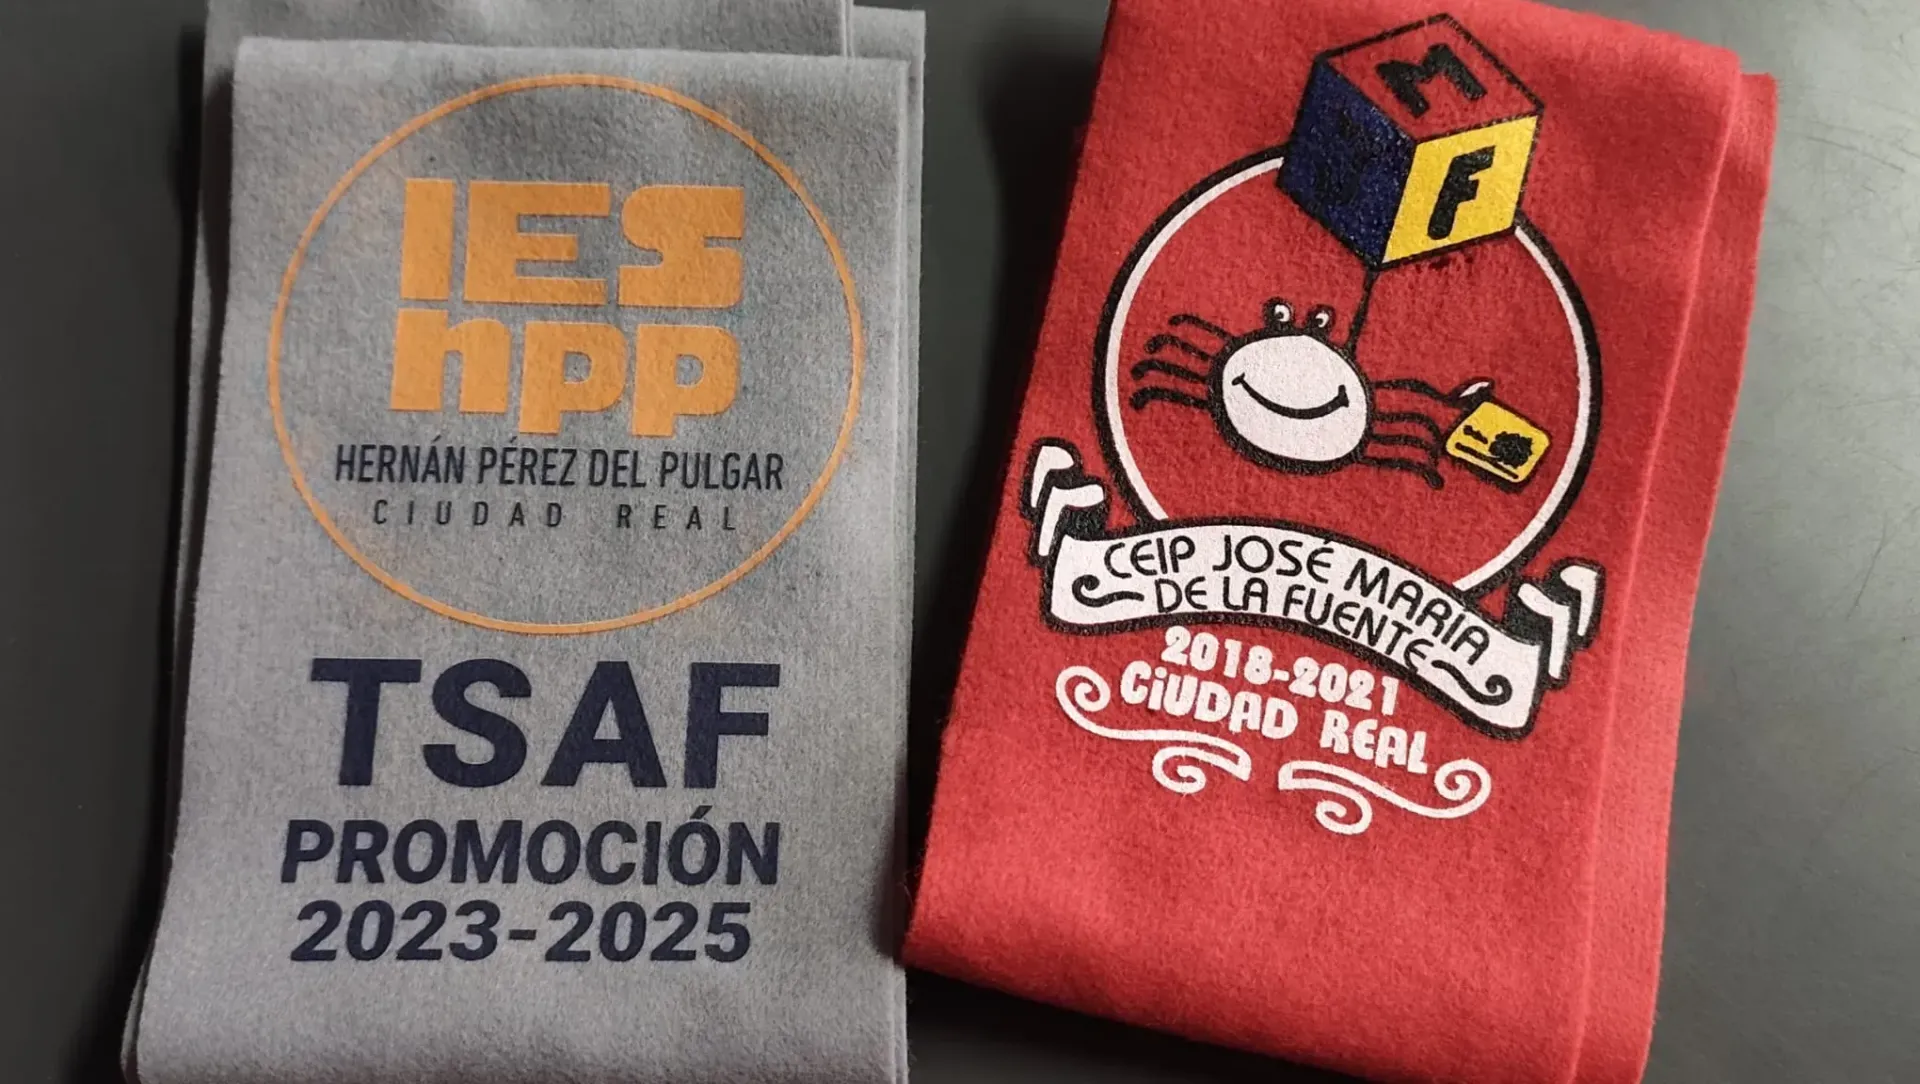 IES
npp
HERNÁN PÉREZ DEL PULGAR
CIUDAD REAL
TSAF
PROMOCIÓN
2023-2025
M
F
CEIP JOSÉ MARÍA
DE LA FUENTE
2018-2021
CiUDAD REAL